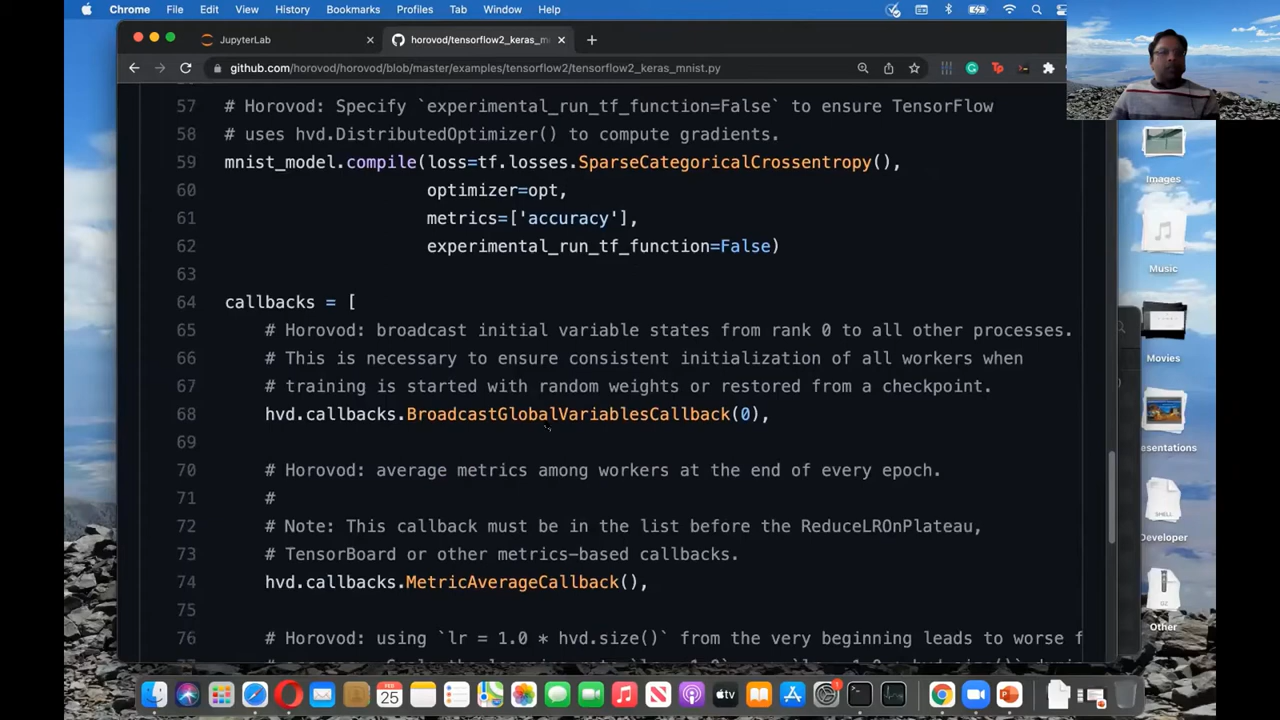 Chrome File Edit View History Bookmarks Profiles Tab Window Help
JupyterLab
horovod/tensorflow2_keras_m
github.com/horovod/horovod/blob/master/examples/tensorflow2/tensorflow2_keras_mnist.py
57 # Horovod: Specify `experimental_run_tf_function=False` to ensure TensorFlow
58 # uses hvd.DistributedOptimizer() to compute gradients.
59 mnist_model.compile(loss=tf.losses.SparseCategoricalCrossentropy(),
60 optimizer=opt,
61 metrics=['accuracy'],
62 experimental_run_tf_function=False)
63
64 callbacks = [
65 # Horovod: broadcast initial variable states from rank 0 to all other processes.
66 # This is necessary to ensure consistent initialization of all workers when
67 # training is started with random weights or restored from a checkpoint.
68 hvd.callbacks.BroadcastGlobalVariablesCallback(0),
69
70 # Horovod: average metrics among workers at the end of every epoch.
71 #
72 # Note: This callback must be in the list before the ReduceLROnPlateau,
73 # TensorBoard or other metrics-based callbacks.
74 hvd.callbacks.MetricAverageCallback(),
75
76 # Horovod: using `lr = 1.0 * hvd.size()` from the very beginning leads to worse f
Images
Music
Movies
esentations
Developer
Other
FEB
25
tv